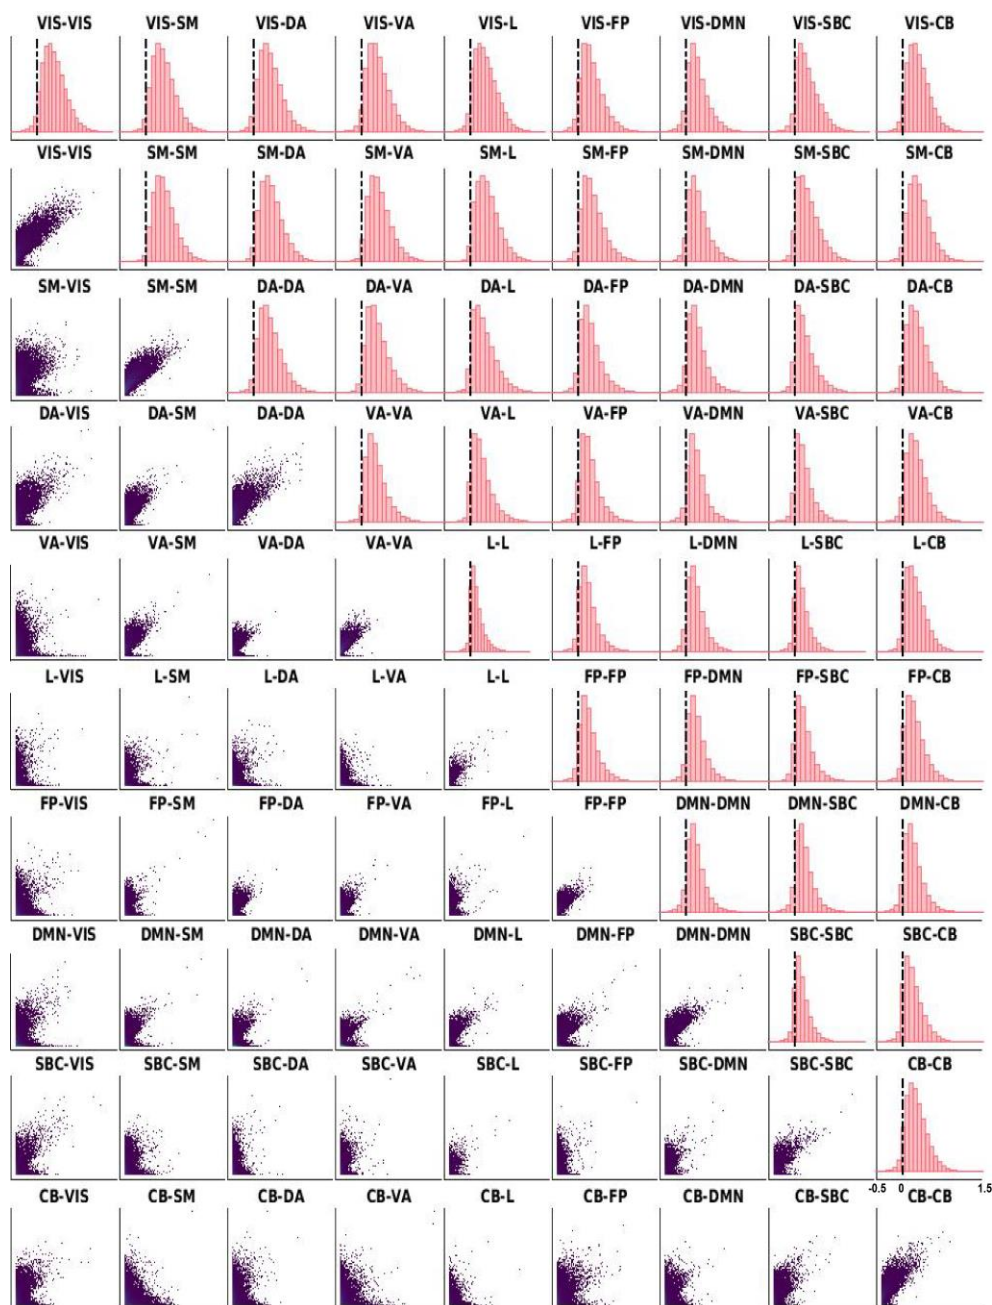 VIS-VIS VIS-SM VIS-DA VIS-VA VIS-L VIS-FP VIS-DMN VIS-SBC VIS-CB
VIS-VIS SM-SM SM-DA SM-VA SM-L SM-FP SM-DMN SM-SBC SM-CB
SM-VIS SM-SM DA-DA DA-VA DA-L DA-FP DA-DMN DA-SBC DA-CB
DA-VIS DA-SM DA-DA VA-VA VA-L VA-FP VA-DMN VA-SBC VA-CB
VA-VIS VA-SM VA-DA VA-VA L-L L-FP L-DMN L-SBC L-CB
L-VIS L-SM L-DA L-VA L-L FP-FP FP-DMN FP-SBC FP-CB
FP-VIS FP-SM FP-DA FP-VA FP-L FP-FP DMN-DMN DMN-SBC DMN-CB
DMN-VIS DMN-SM DMN-DA DMN-VA DMN-L DMN-FP DMN-DMN SBC-SBC SBC-CB
SBC-VIS SBC-SM SBC-DA SBC-VA SBC-L SBC-FP SBC-DMN SBC-SBC CB-CB
-0.5 0 1.5
CB-VIS CB-SM CB-DA CB-VA CB-L CB-FP CB-DMN CB-SBC CB-CB